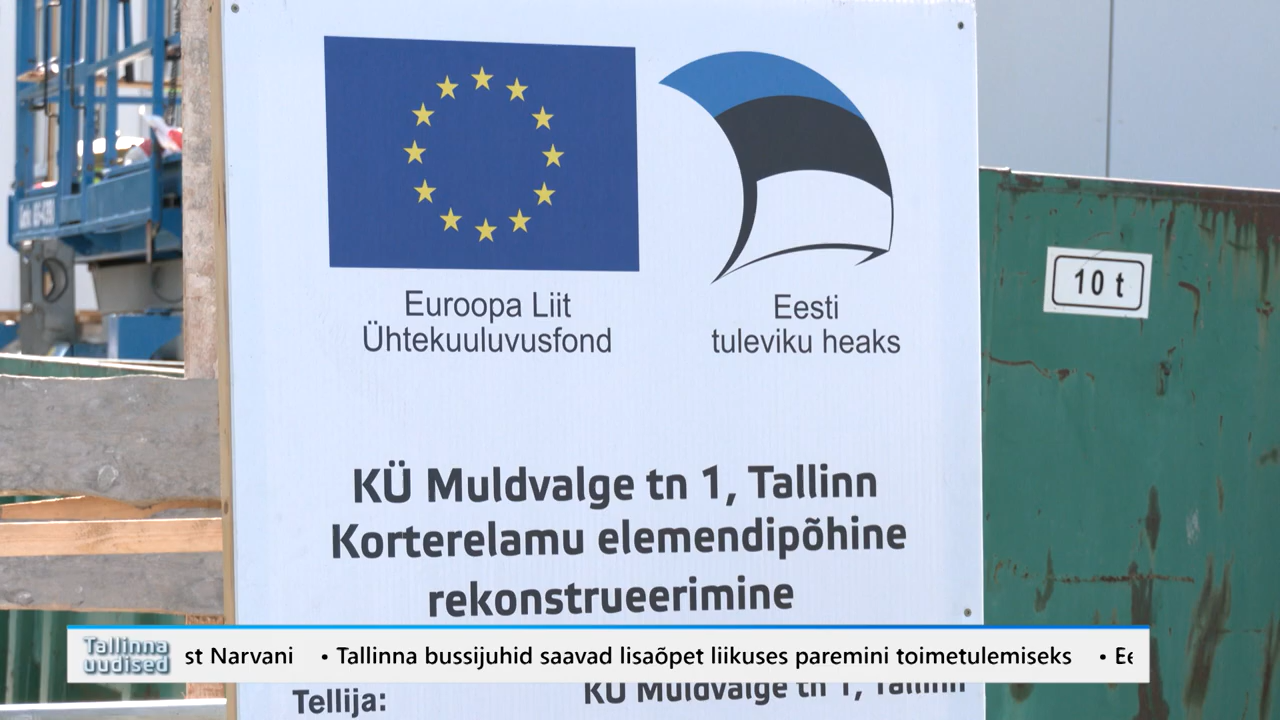 Euroopa Liit
Ühtekuuluvusfond
Eesti
tuleviku heaks
10 t
KÜ Muldvalge tn 1, Tallinn
Korterelamu elemendipõhine
rekonstrueerimine
Tallinna
uudised
st Narvani • Tallinna bussijuhid saavad lisaõpet liikuses paremini toimetulemiseks • Ee
Tellija: KÜ Muldvalge tn 1, Tallinn